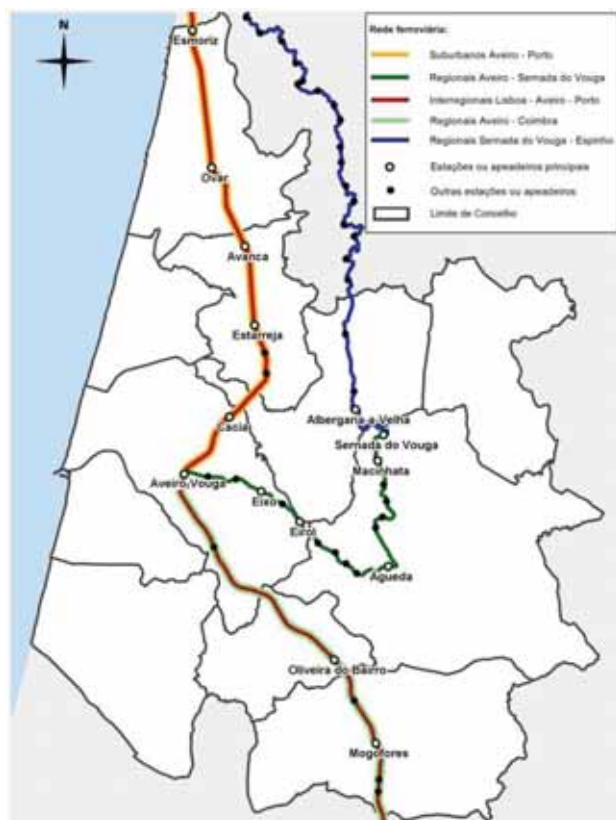 N
Rede ferroviária:
Suburbanos Aveiro - Porto
Regionais Aveiro - Sernada do Vouga
Interregionais Lisboa - Aveiro - Porto
Regionais Aveiro - Coimbra
Regionais Sernada do Vouga - Espinho
Estações ou apeadeiros principais
Outras estações ou apeadeiros
Limite de Concelho
Esmoriz
Ovar
Avanca
Estarreja
Cacia
Albergaria-a-Velha
Sernada do Vouga
Macinhata
Aveiro/Vouga
Eixo
Eirol
Águeda
Oliveira do Bairro
Mogofores